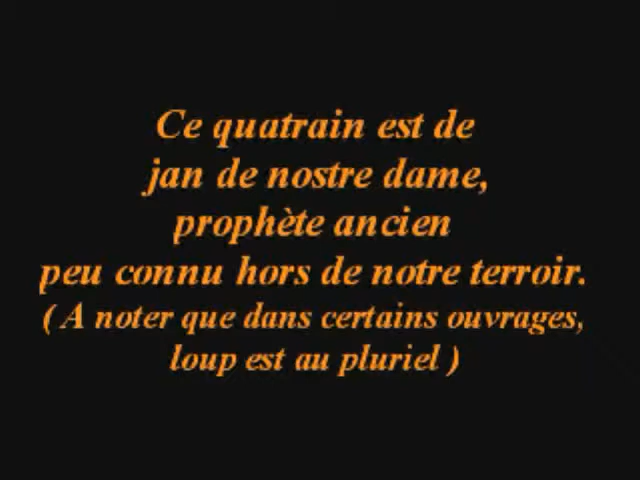 Ce quatrain est de
jan de nostre dame,
prophète ancien
peu connu hors de notre terroir.
( A noter que dans certains ouvrages,
loup est au pluriel )